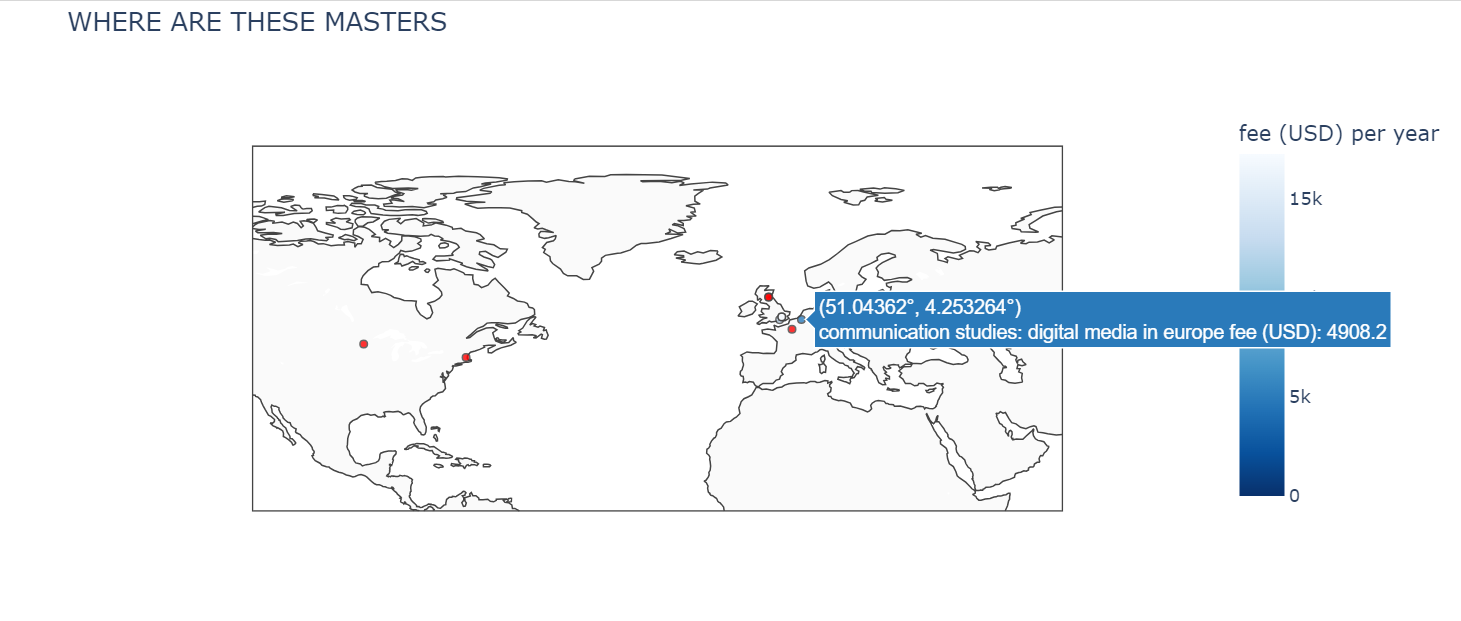 WHERE ARE THESE MASTERS
fee (USD) per year
15k
(51.04362°, 4.253264°)
communication studies: digital media in europe fee (USD): 4908.2
5k
0